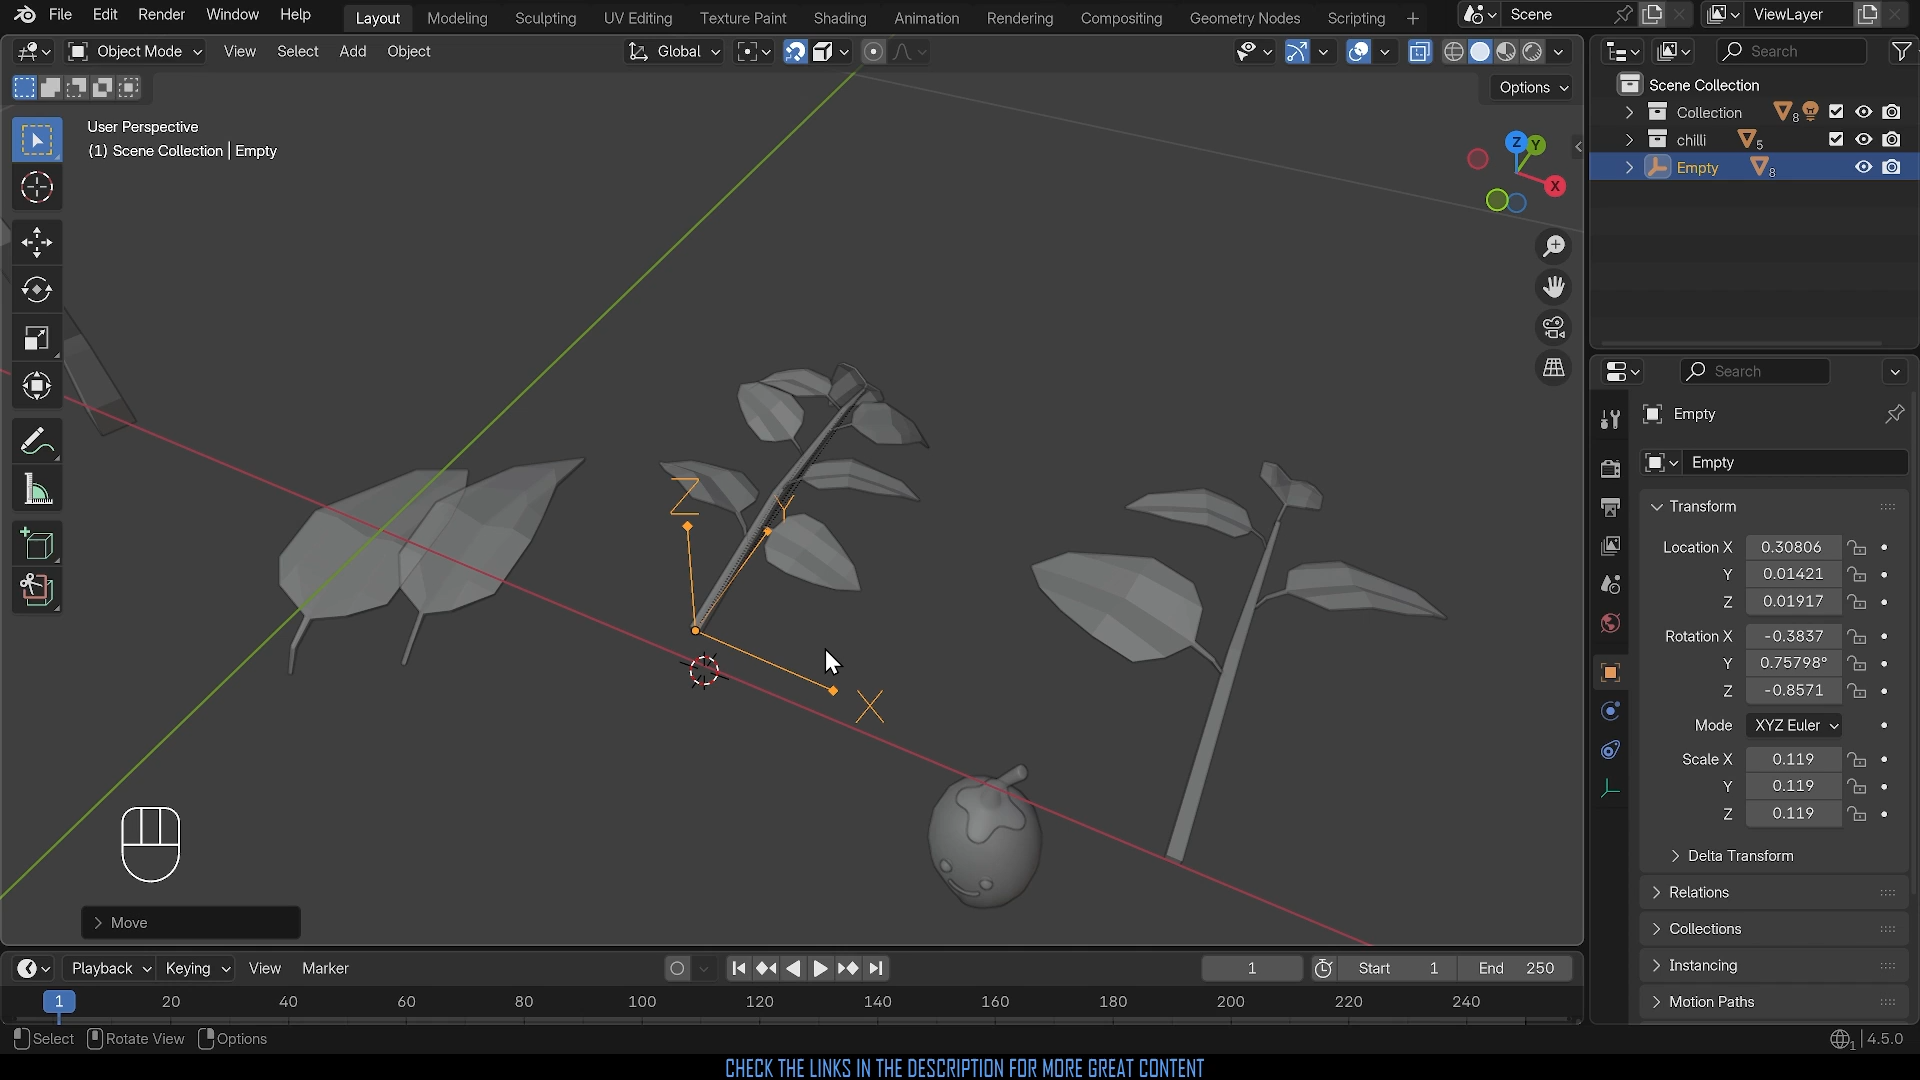 File Edit Render Window Help Layout Modeling Sculpting UV Editing Texture Paint Shading Animation Rendering Compositing Geometry Nodes Scripting + Scene ViewLayer
Object Mode View Select Add Object Global Search
Options
User Perspective
(1) Scene Collection | Empty
Scene Collection
Collection 8
chilli 5
Empty 8
Z Y X
Z
Y
X
Search
Empty
Empty
Transform
Location X 0.30806
Y 0.01421
Z 0.01917
Rotation X -0.3837
Y 0.75798°
Z -0.8571
Mode XYZ Euler
Scale X 0.119
Y 0.119
Z 0.119
Delta Transform
Relations
Collections
Instancing
Motion Paths
Move
Playback Keying View Marker 1 Start 1 End 250
1 20 40 60 80 100 120 140 160 180 200 220 240
Select Rotate View Options 1 4.5.0
CHECK THE LINKS IN THE DESCRIPTION FOR MORE GREAT CONTENT